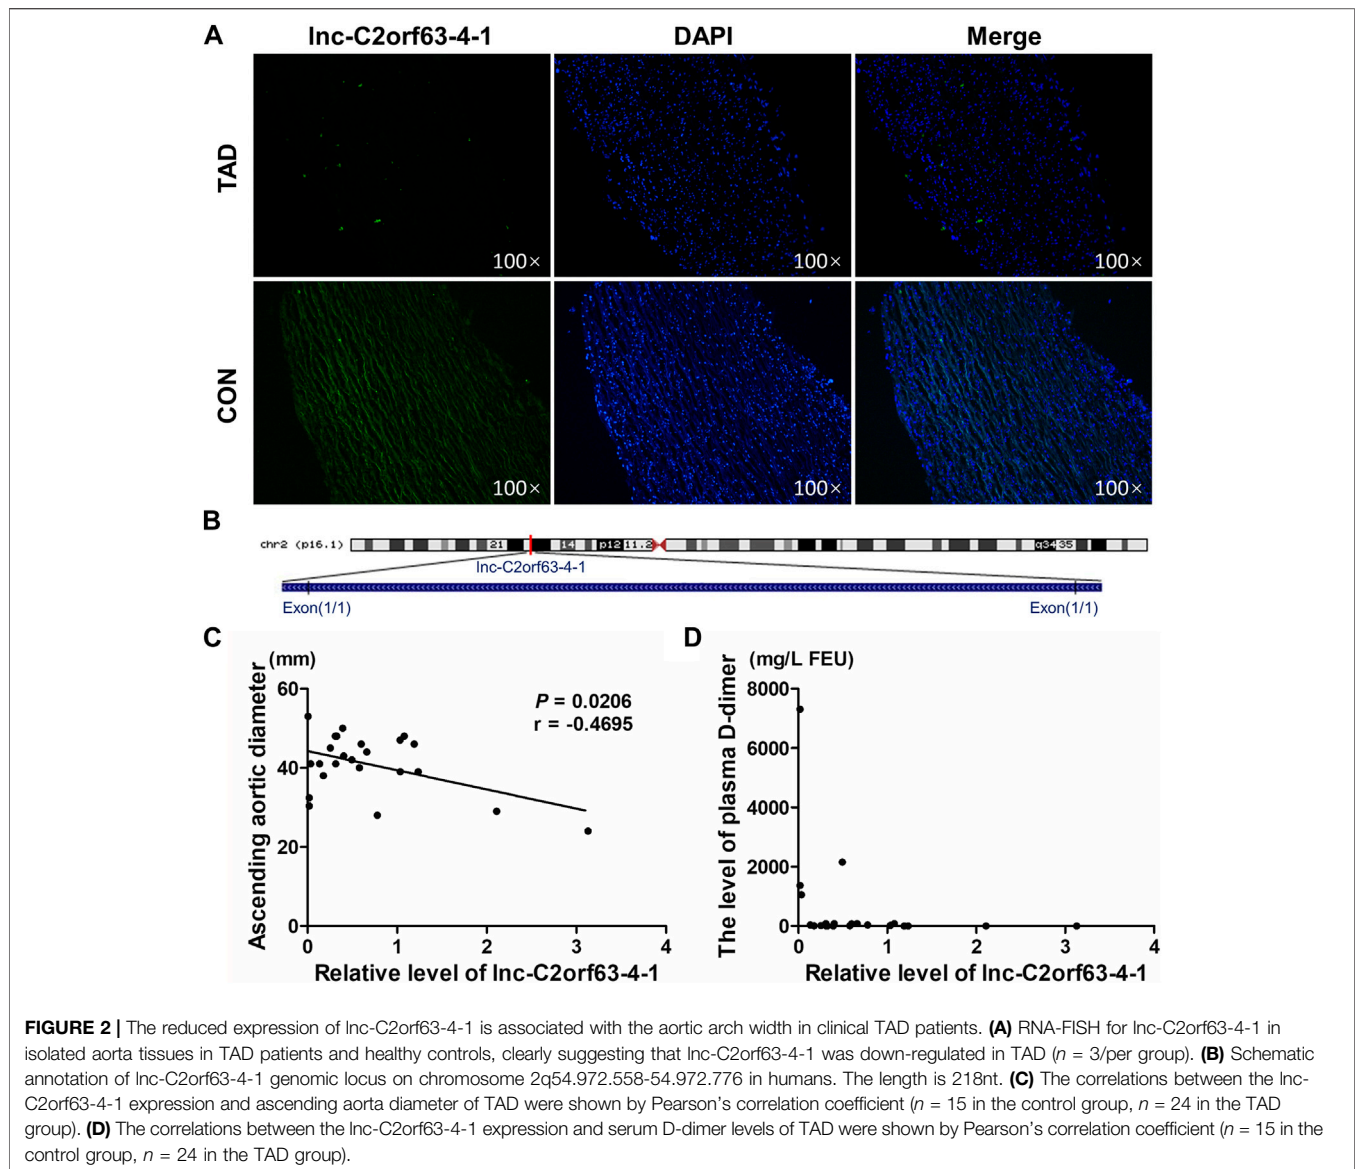 A
lnc-C2orf63-4-1
DAPI
Merge
TAD
100×
100×
100×
CON
100×
100×
100×
B
chr2 (p16.1)
21
14
p12
11.2
q34
35
lnc-C2orf63-4-1
Exon(1/1)
Exon(1/1)
C
(mm)
Ascending aortic diameter
60
40
20
0
P = 0.0206
r = -0.4695
0
1
2
3
4
Relative level of lnc-C2orf63-4-1
D
(mg/L FEU)
The level of plasma D-dimer
8000
6000
4000
2000
0
0
1
2
3
4
Relative level of lnc-C2orf63-4-1
FIGURE 2 | The reduced expression of lnc-C2orf63-4-1 is associated with the aortic arch width in clinical TAD patients. (A) RNA-FISH for lnc-C2orf63-4-1 in
isolated aorta tissues in TAD patients and healthy controls, clearly suggesting that lnc-C2orf63-4-1 was down-regulated in TAD (n = 3/per group). (B) Schematic
annotation of lnc-C2orf63-4-1 genomic locus on chromosome 2q54.972.558-54.972.776 in humans. The length is 218nt. (C) The correlations between the lnc-
C2orf63-4-1 expression and ascending aorta diameter of TAD were shown by Pearson's correlation coefficient (n = 15 in the control group, n = 24 in the TAD
group). (D) The correlations between the lnc-C2orf63-4-1 expression and serum D-dimer levels of TAD were shown by Pearson's correlation coefficient (n = 15 in the
control group, n = 24 in the TAD group).